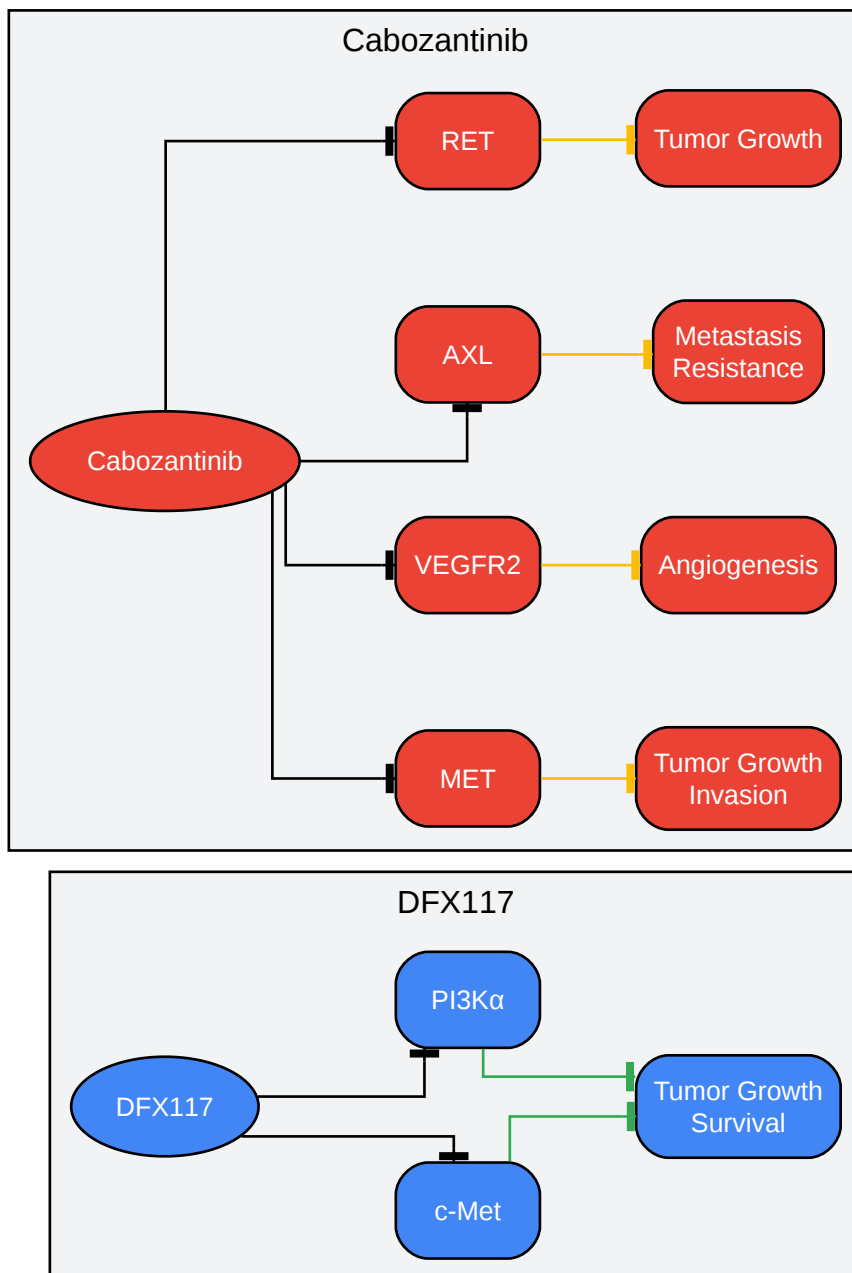 Cabozantinib
RET
Tumor Growth
AXL
Metastasis
Resistance
Cabozantinib
VEGFR2
Angiogenesis
MET
Tumor Growth
Invasion
DFX117
PI3Kα
DFX117
Tumor Growth
Survival
c-Met